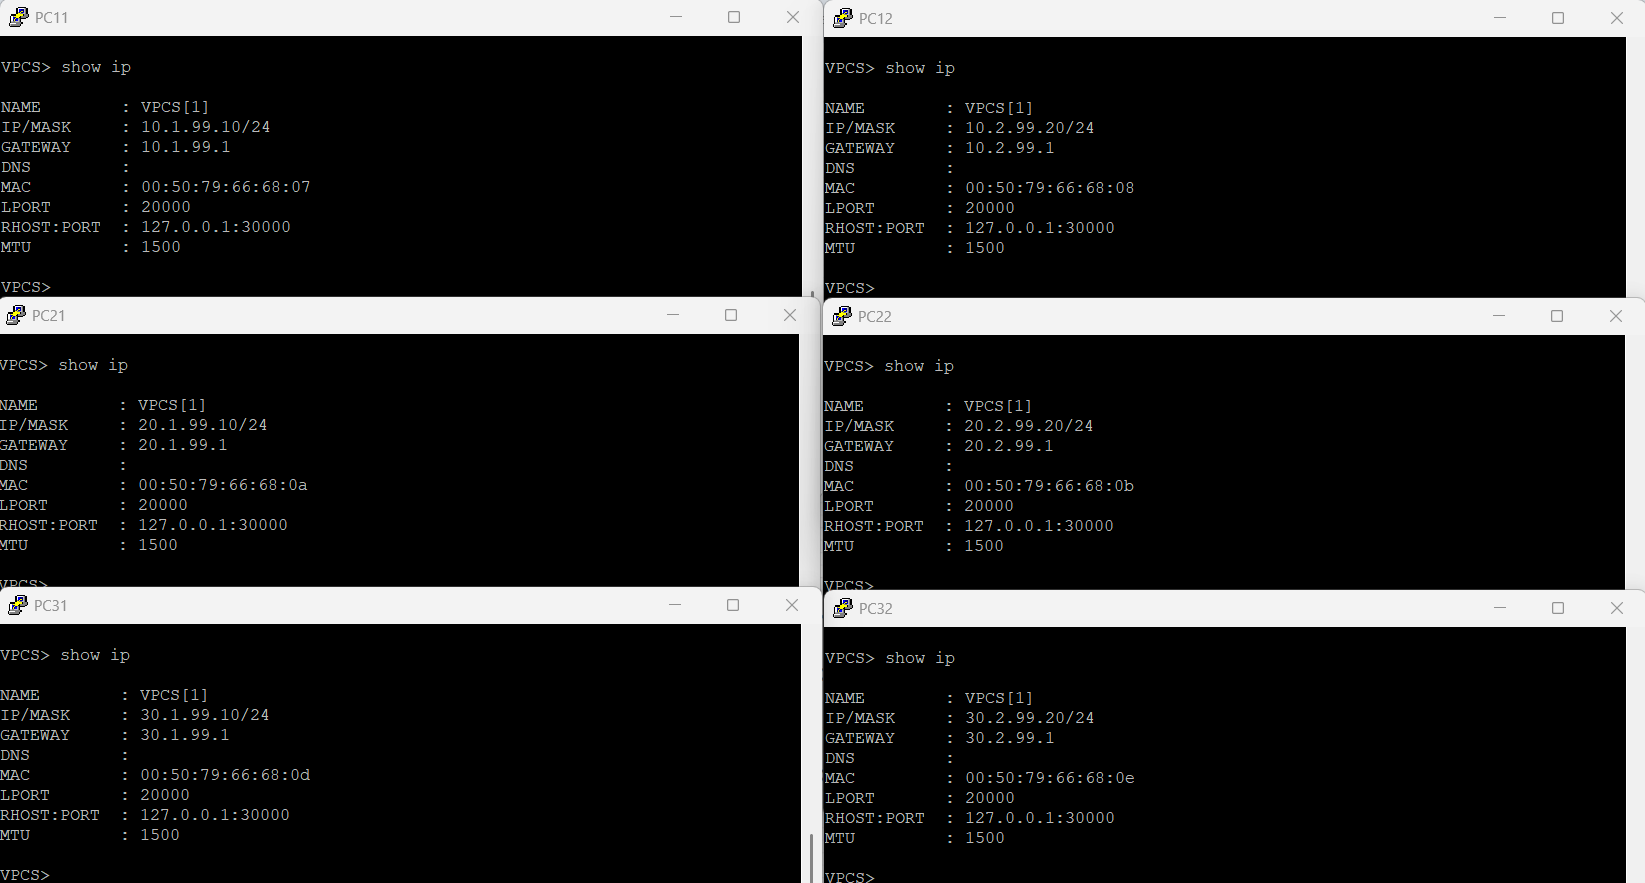 PC11
VPCS> show ip
NAME : VPCS[1]
IP/MASK : 10.1.99.10/24
GATEWAY : 10.1.99.1
DNS :
MAC : 00:50:79:66:68:07
LPORT : 20000
RHOST:PORT : 127.0.0.1:30000
MTU : 1500
VPCS>
PC12
VPCS> show ip
NAME : VPCS[1]
IP/MASK : 10.2.99.20/24
GATEWAY : 10.2.99.1
DNS :
MAC : 00:50:79:66:68:08
LPORT : 20000
RHOST:PORT : 127.0.0.1:30000
MTU : 1500
VPCS>
PC21
VPCS> show ip
NAME : VPCS[1]
IP/MASK : 20.1.99.10/24
GATEWAY : 20.1.99.1
DNS :
MAC : 00:50:79:66:68:0a
LPORT : 20000
RHOST:PORT : 127.0.0.1:30000
MTU : 1500
VPCS>
PC22
VPCS> show ip
NAME : VPCS[1]
IP/MASK : 20.2.99.20/24
GATEWAY : 20.2.99.1
DNS :
MAC : 00:50:79:66:68:0b
LPORT : 20000
RHOST:PORT : 127.0.0.1:30000
MTU : 1500
VPCS>
PC31
VPCS> show ip
NAME : VPCS[1]
IP/MASK : 30.1.99.10/24
GATEWAY : 30.1.99.1
DNS :
MAC : 00:50:79:66:68:0d
LPORT : 20000
RHOST:PORT : 127.0.0.1:30000
MTU : 1500
VPCS>
PC32
VPCS> show ip
NAME : VPCS[1]
IP/MASK : 30.2.99.20/24
GATEWAY : 30.2.99.1
DNS :
MAC : 00:50:79:66:68:0e
LPORT : 20000
RHOST:PORT : 127.0.0.1:30000
MTU : 1500
VPCS>